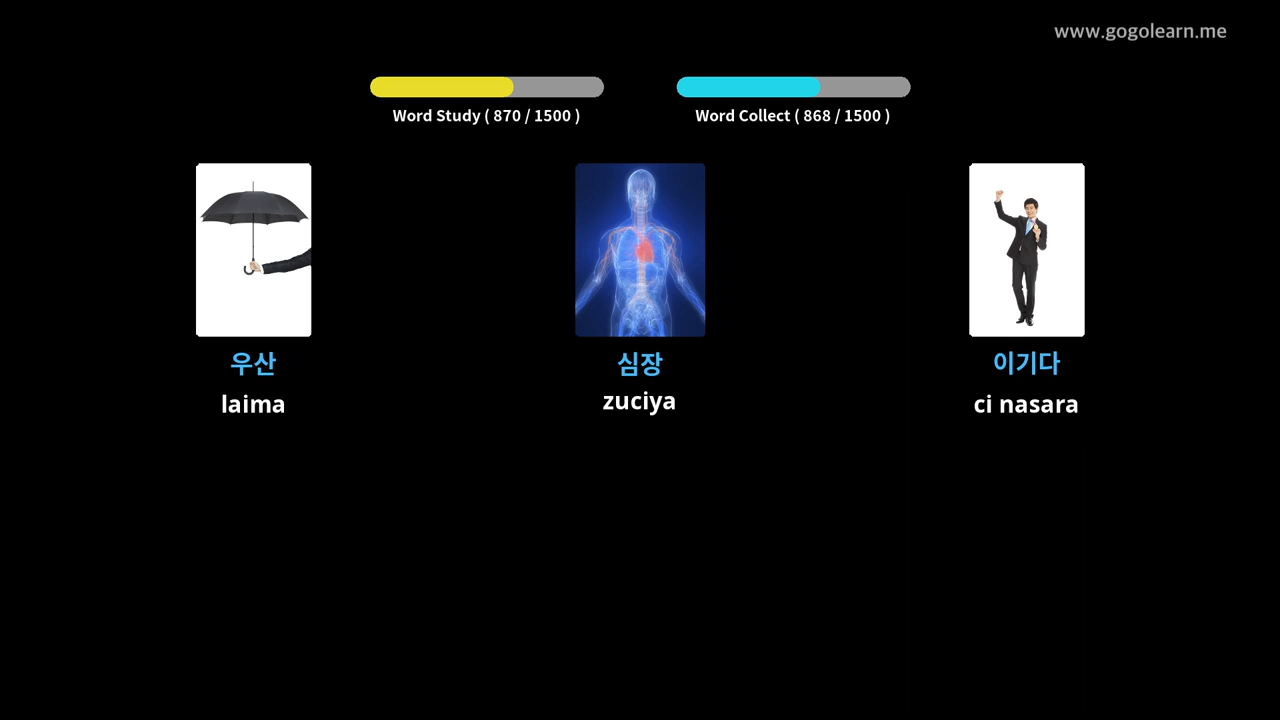 www.gogolearn.me
Word Study ( 870 / 1500 )
Word Collect ( 868 / 1500 )
우산
laima
심장
zuciya
이기다
ci nasara